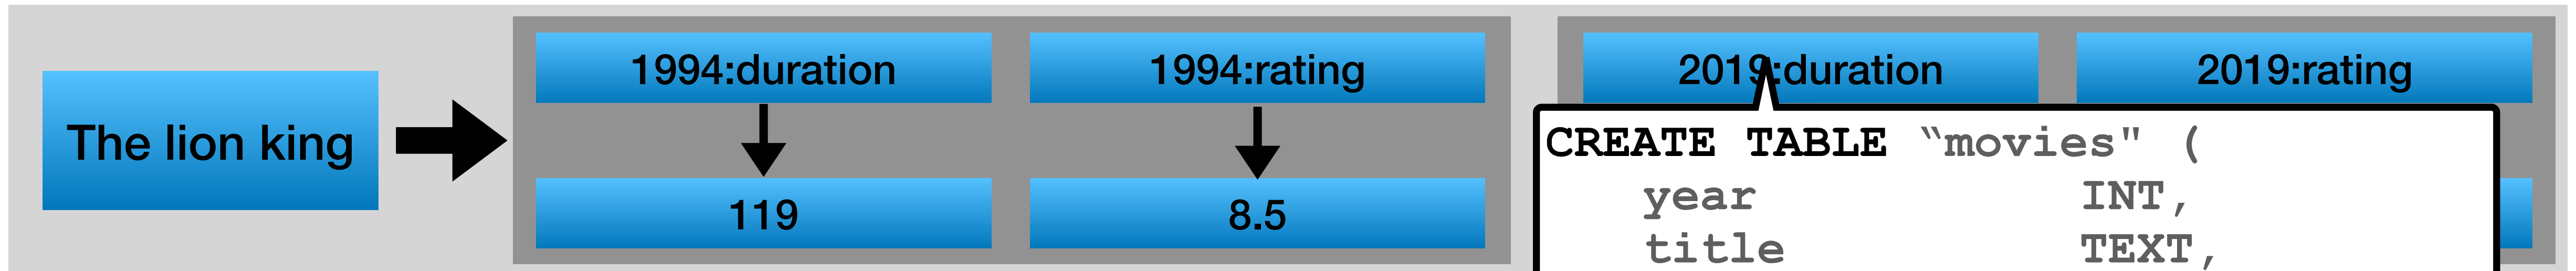 The lion king
1994:duration
1994:rating
119
8.5
2019:duration
2019:rating
CREATE TABLE “movies" (
year INT,
title TEXT,